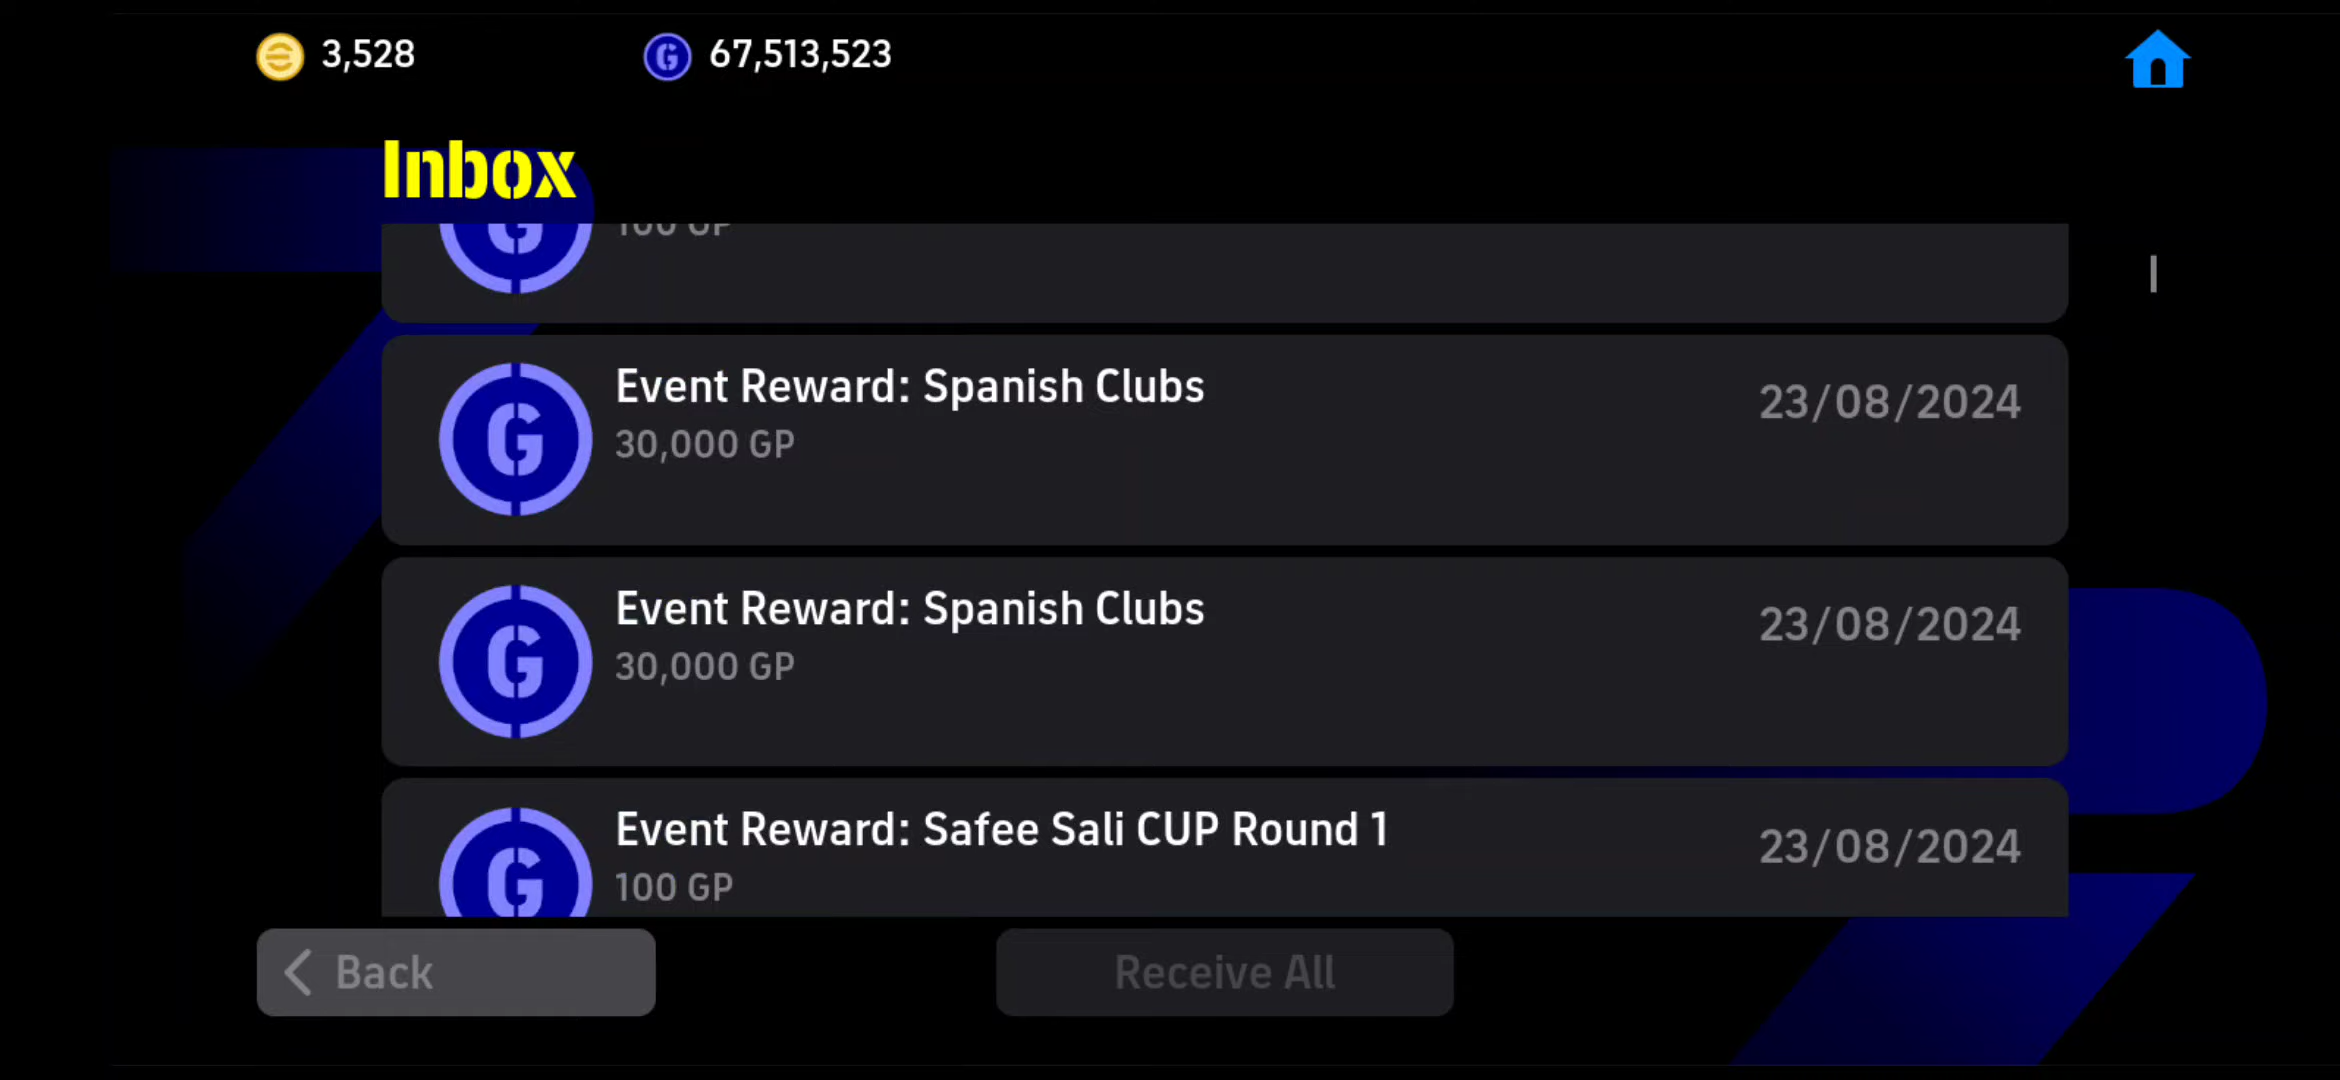 3,528
67,513,523
Inbox
100 GP
Event Reward: Spanish Clubs
23/08/2024
30,000 GP
Event Reward: Spanish Clubs
23/08/2024
30,000 GP
Event Reward: Safee Sali CUP Round 1
23/08/2024
100 GP
Back
Receive All